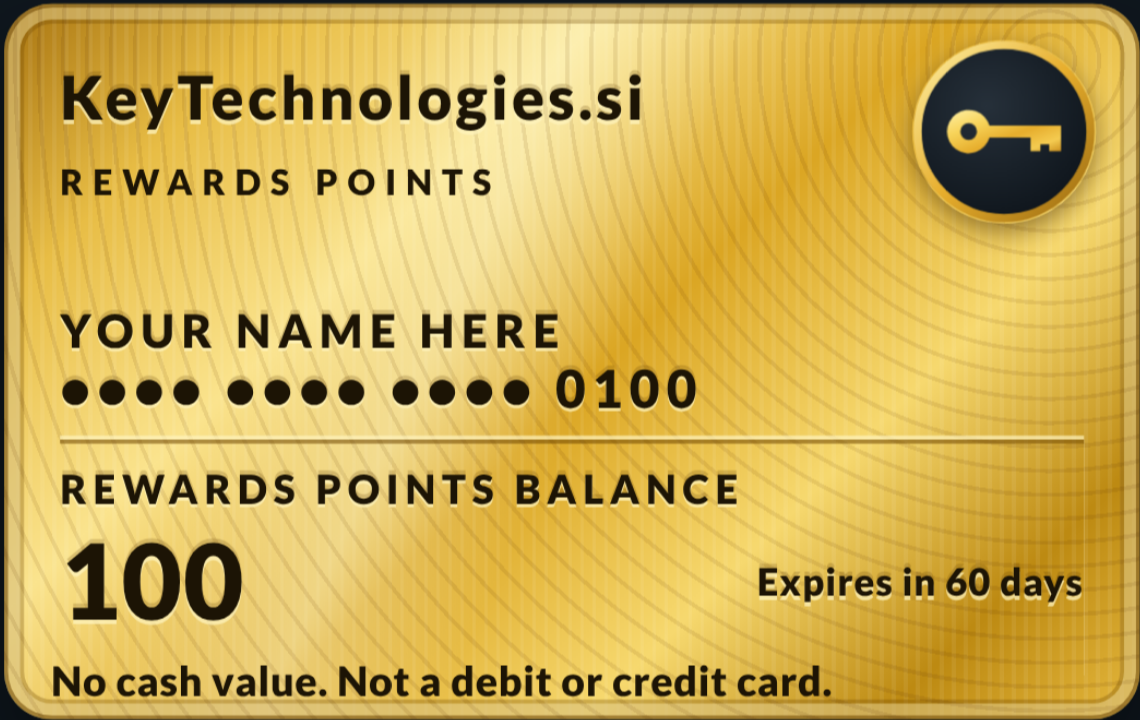 KeyTechnologies.si
REWARDS POINTS
YOUR NAME HERE
●●●● ●●●● ●●●● 0100
REWARDS POINTS BALANCE
100
Expires in 60 days
No cash value. Not a debit or credit card.